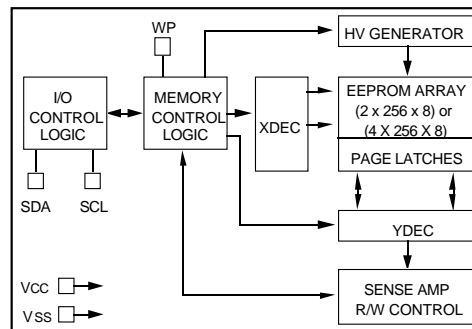 WP
HV GENERATOR
I/O
CONTROL
LOGIC
MEMORY
CONTROL
LOGIC
XDEC
EEPROM ARRAY
(2 x 256 x 8) or
(4 X 256 X 8)
PAGE LATCHES
SDA
SCL
YDEC
VCC
VSS
SENSE AMP
R/W CONTROL